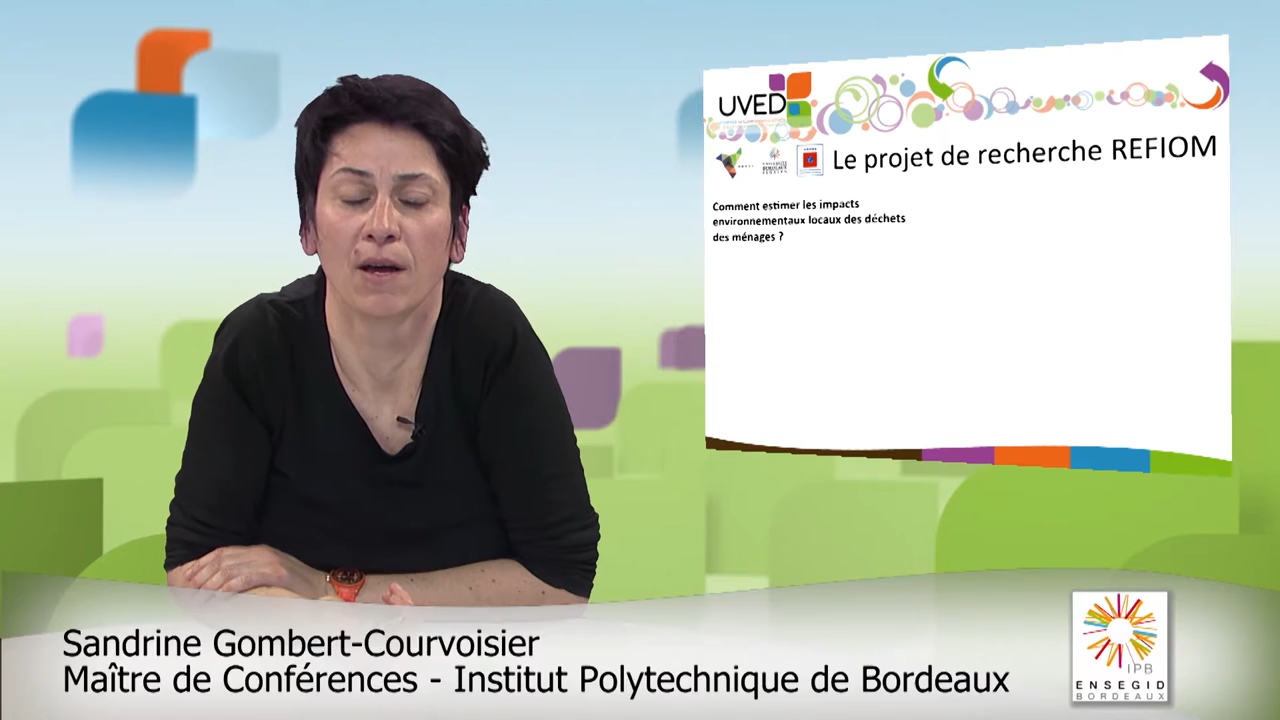 UVED
Le projet de recherche REFIOM
Comment estimer les impacts
environnementaux locaux des déchets
des ménages ?
Sandrine Gombert-Courvoisier
Maître de Conférences - Institut Polytechnique de Bordeaux
IPB
ENSEGID
BORDEAUX